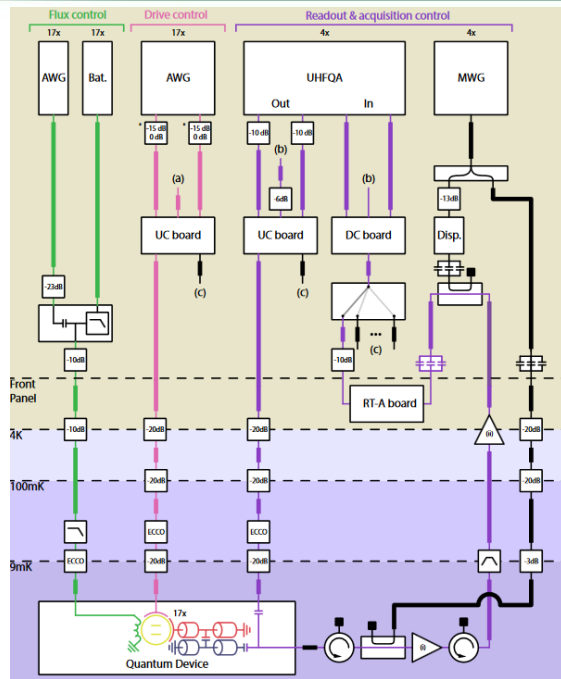 Flux control Drive control Readout & acquisition control
17x 17x 17x 4x 4x
AWG Bat. AWG UHFQA MWG
Out In
* -15 dB * -15 dB
0 dB 0 dB
-10 dB -10 dB
(b)
(a) (b)
-6dB -13dB
UC board UC board DC board Disp.
-23dB
(c) (c)
•••
(c)
-10dB -10dB
Front
Panel
RT-A board
-10dB -20dB -20dB (iii) -20dB
4K
-20dB -20dB -20dB
100mK
ECCO ECCO
ECCO -20dB -20dB -3dB
9mK
17x
Quantum Device